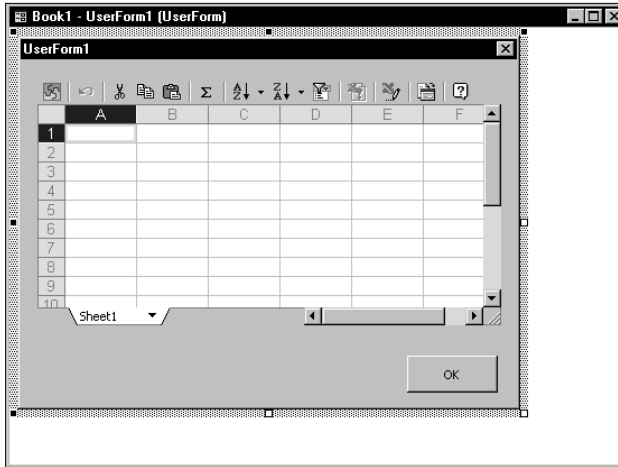 Book1 - UserForm1 (UserForm)
UserForm1
Σ A Z Z A ?
A B C D E F
1
2
3
4
5
6
7
8
9
10
Sheet1
OK